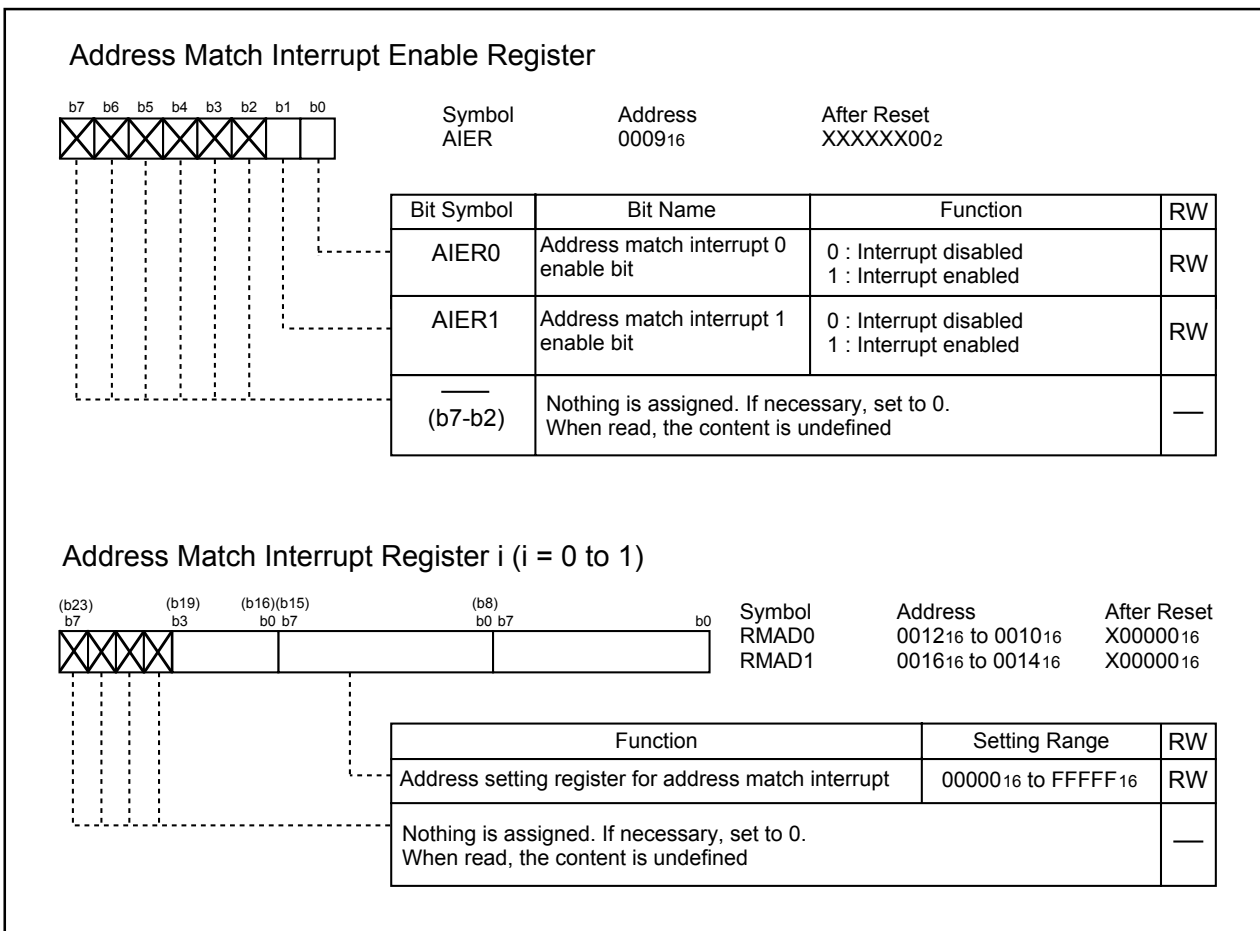 Address Match Interrupt Enable Register
b7 b6 b5 b4 b3 b2 b1 b0
Symbol Address After Reset
AIER 000916 XXXXXX002
Bit Symbol Bit Name Function RW
AIER0 Address match interrupt 0 enable bit 0 : Interrupt disabled 1 : Interrupt enabled RW
AIER1 Address match interrupt 1 enable bit 0 : Interrupt disabled 1 : Interrupt enabled RW
(b7-b2) Nothing is assigned. If necessary, set to 0. When read, the content is undefined —
Address Match Interrupt Register i (i = 0 to 1)
(b23) (b19) (b16)(b15) (b8)
b7 b3 b0 b7 b0 b7 b0
Symbol Address After Reset
RMAD0 001216 to 001016 X0000016
RMAD1 001616 to 001416 X0000016
Function Setting Range RW
Address setting register for address match interrupt 0000016 to FFFFF16 RW
Nothing is assigned. If necessary, set to 0.
When read, the content is undefined —